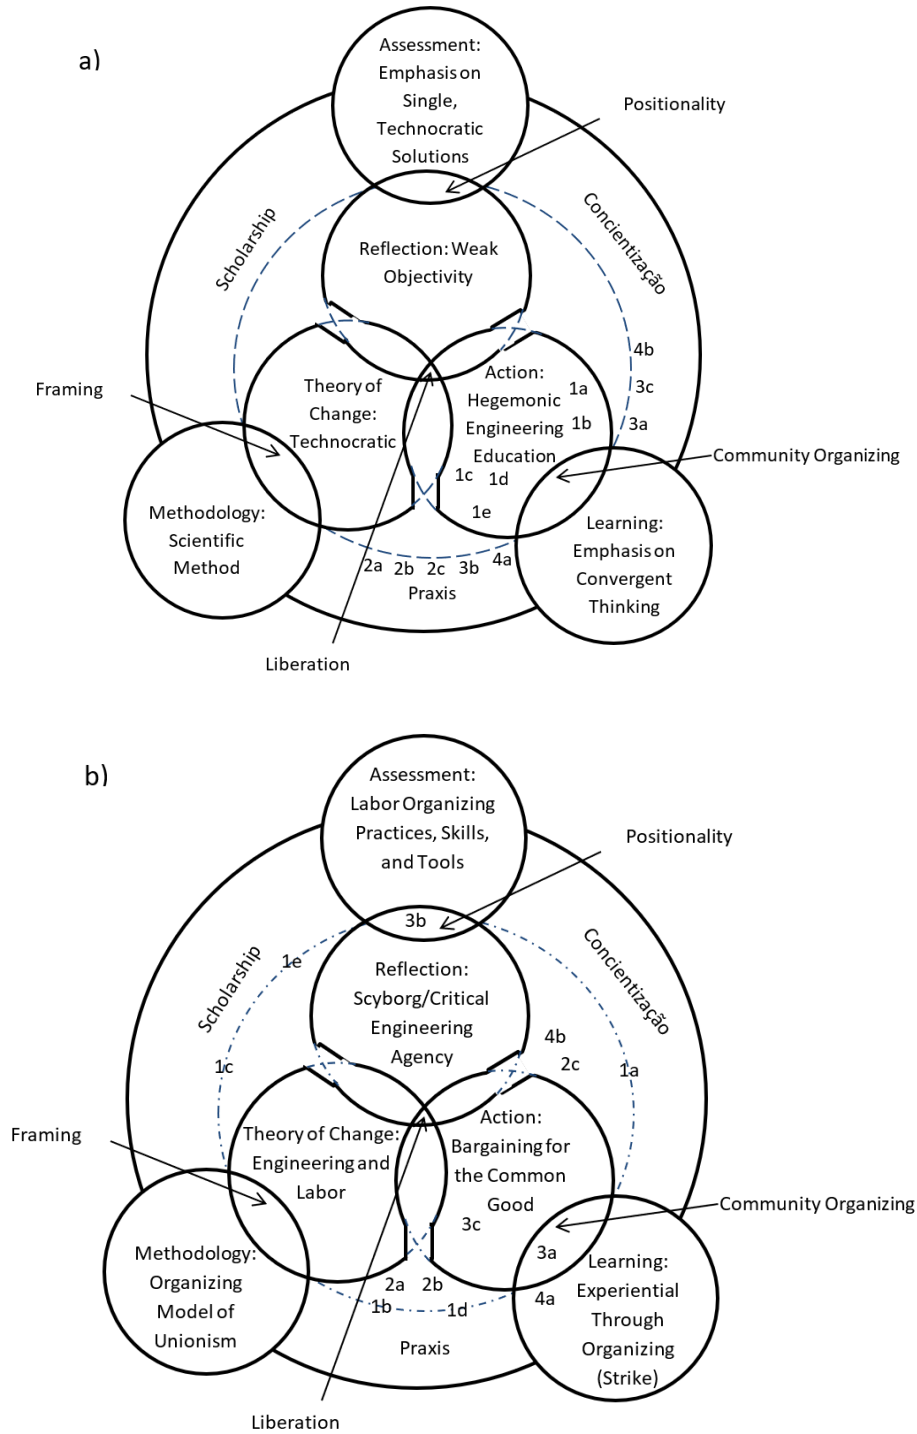 a)
Assessment:
Emphasis on
Single,
Technocratic
Solutions
Positionality
Scholarship
Concientização
Reflection: Weak
Objectivity
4b
Framing
Theory of
Change:
Technocratic
Action:
Hegemonic
Engineering
Education
1a
1b
3c
3a
Community Organizing
1c
1d
1e
Methodology:
Scientific
Method
Learning:
Emphasis on
Convergent
Thinking
2a
2b
2c
3b
4a
Praxis
Liberation
b)
Assessment:
Labor Organizing
Practices, Skills,
and Tools
Positionality
3b
Scholarship
Concientização
1e
Reflection:
Scyborg/Critical
Engineering
Agency
4b
2c
1c
1a
Framing
Theory of Change:
Engineering and
Labor
Action:
Bargaining for
the Common
Good
Community Organizing
3c
3a
Methodology:
Organizing
Model of
Unionism
Learning:
Experiential
Through
Organizing
(Strike)
2a
2b
4a
1b
1d
Praxis
Liberation